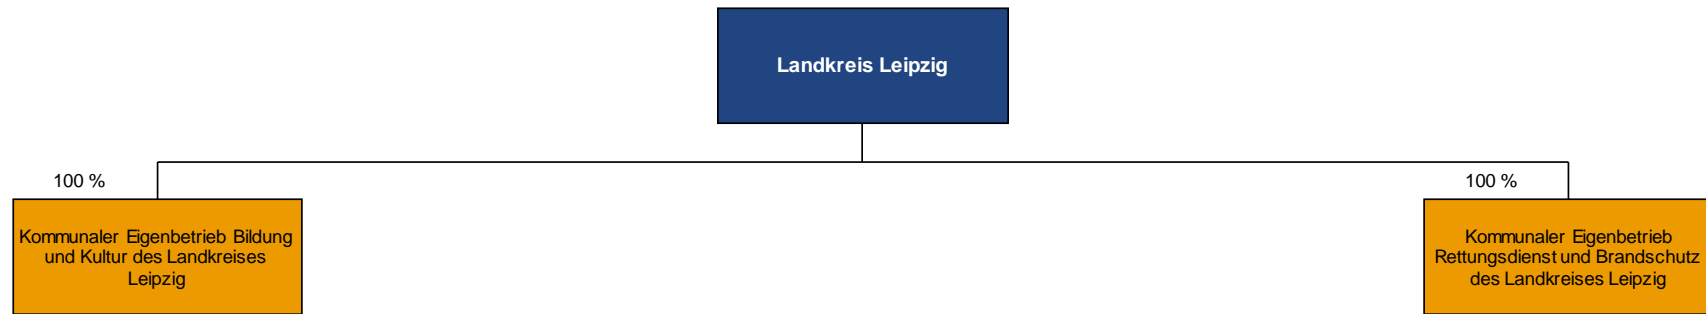 Landkreis Leipzig
100 %
Kommunaler Eigenbetrieb Bildung
und Kultur des Landkreises
Leipzig
100 %
Kommunaler Eigenbetrieb
Rettungsdienst und Brandschutz
des Landkreises Leipzig